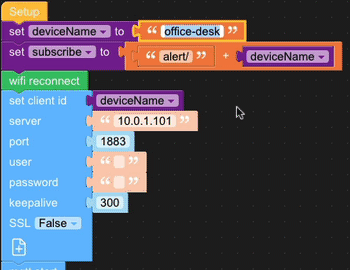 Setup
set deviceName to “ office-desk ”
set subscribe to “ alert/ ” + deviceName
wifi reconnect
set client id deviceName
server “ 10.0.1.101 ”
port 1883
user “ ”
password “ ”
keepalive 300
SSL False